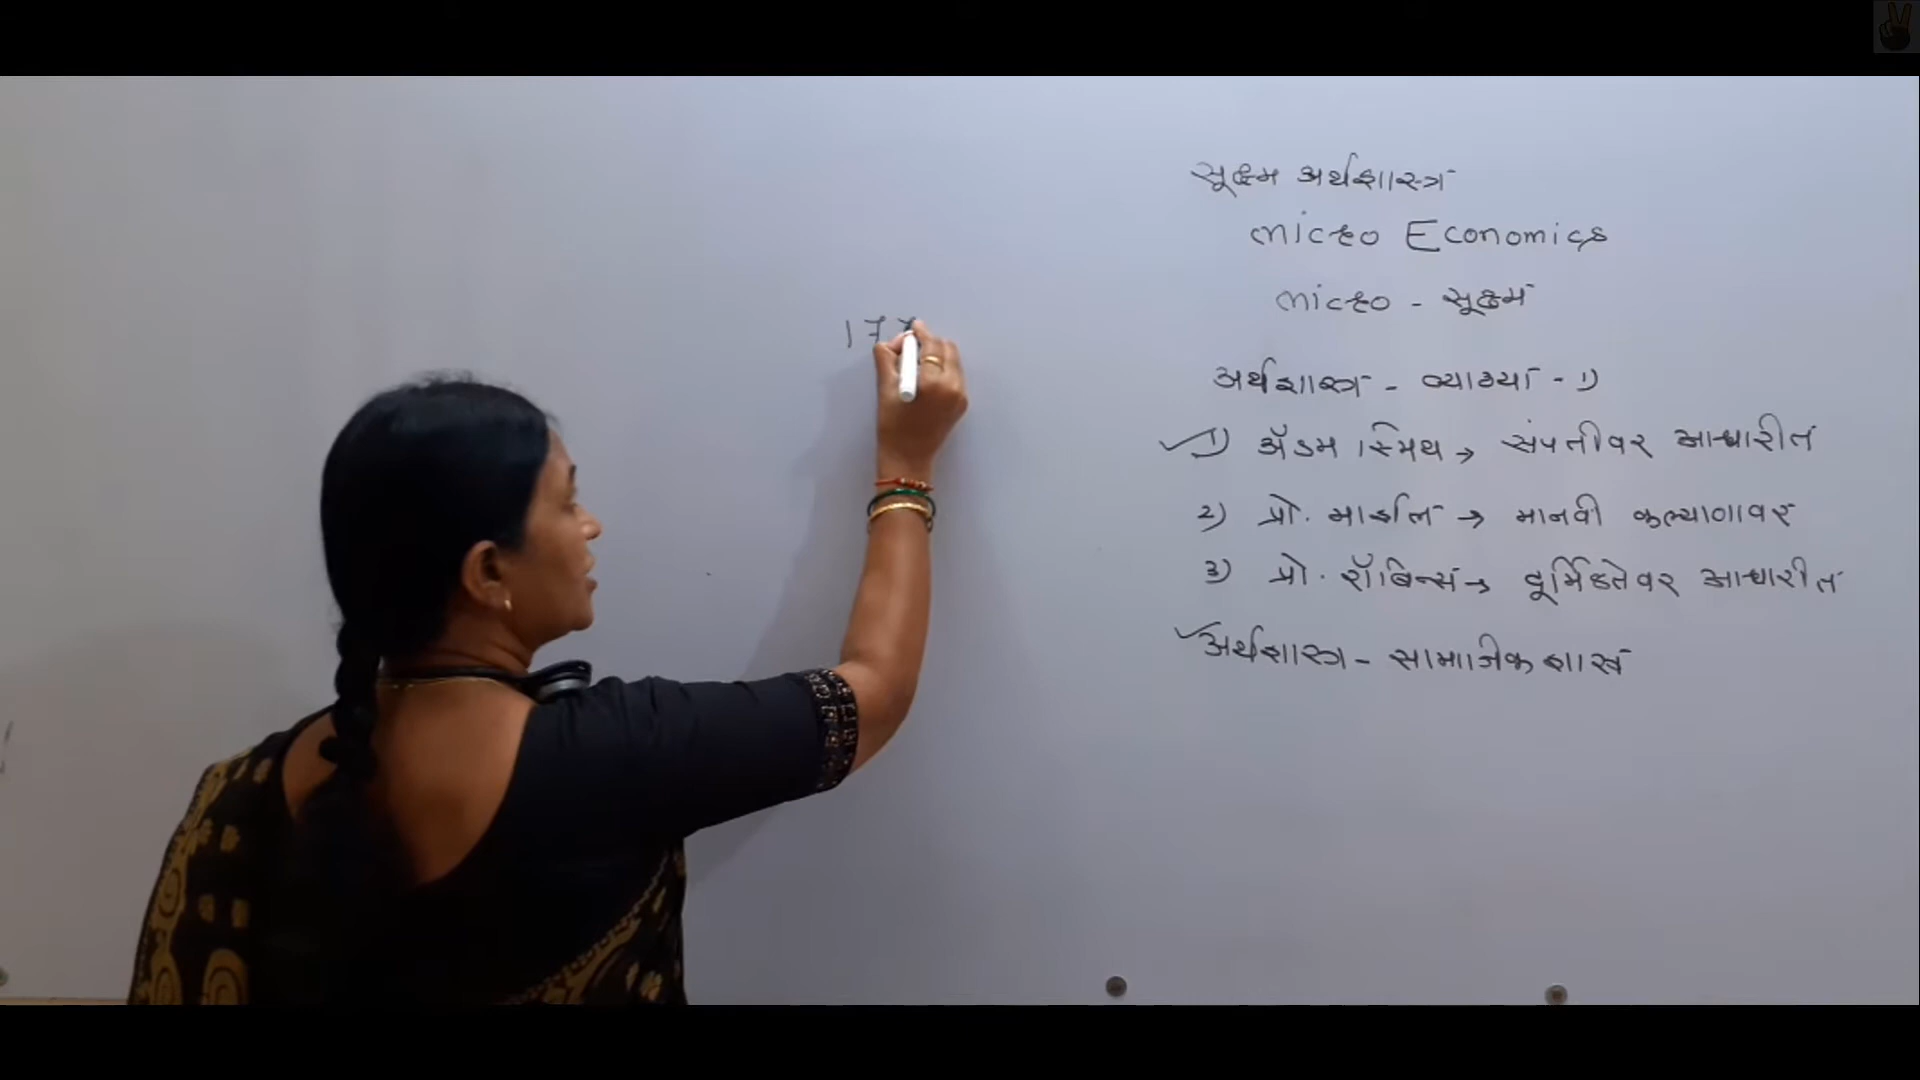 सूक्ष्म अर्थशास्त्र
Micro Economics
Micro - सूक्ष्म
177
अर्थशास्त्र - व्याख्या - 1)
1) ॲडम स्मिथ → संपत्तीवर आधारीत
2) प्रो. मार्शल → मानवी कल्याणावर
3) प्रो. रॉबिन्स → दूर्मिळतेवर आधारीत
अर्थशास्त्र - सामाजिक शास्त्र